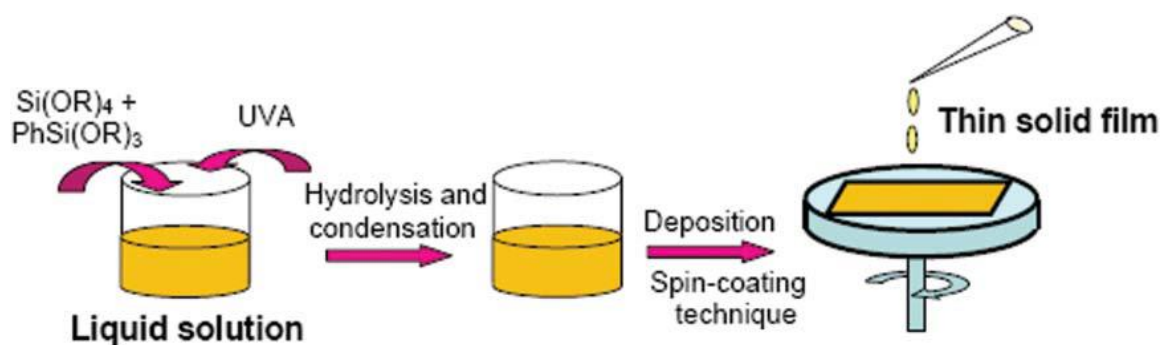 Si(OR)₄ +
PhSi(OR)₃
UVA
Liquid solution
Hydrolysis and
condensation
Deposition
Spin-coating
technique
Thin solid film